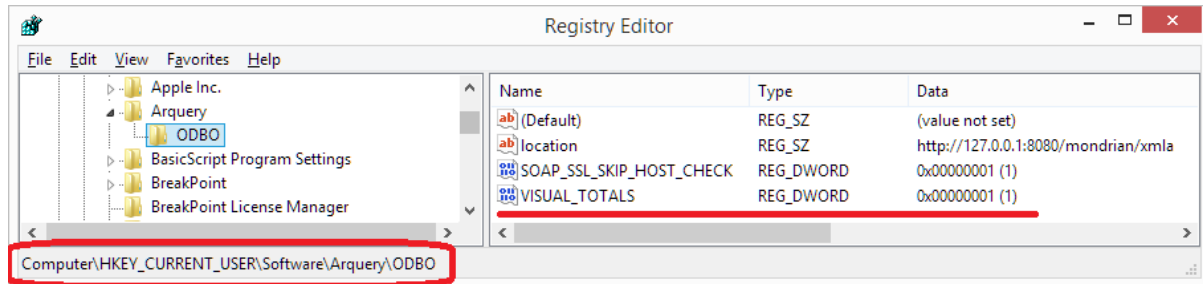 Registry Editor
File Edit View Favorites Help
Apple Inc.
Arquery
ODBO
BasicScript Program Settings
BreakPoint
BreakPoint License Manager
Name Type Data
(Default) REG_SZ (value not set)
location REG_SZ http://127.0.0.1:8080/mondrian/xmla
SOAP_SSL_SKIP_HOST_CHECK REG_DWORD 0x00000001 (1)
VISUAL_TOTALS REG_DWORD 0x00000001 (1)
Computer\HKEY_CURRENT_USER\Software\Arquery\ODBO